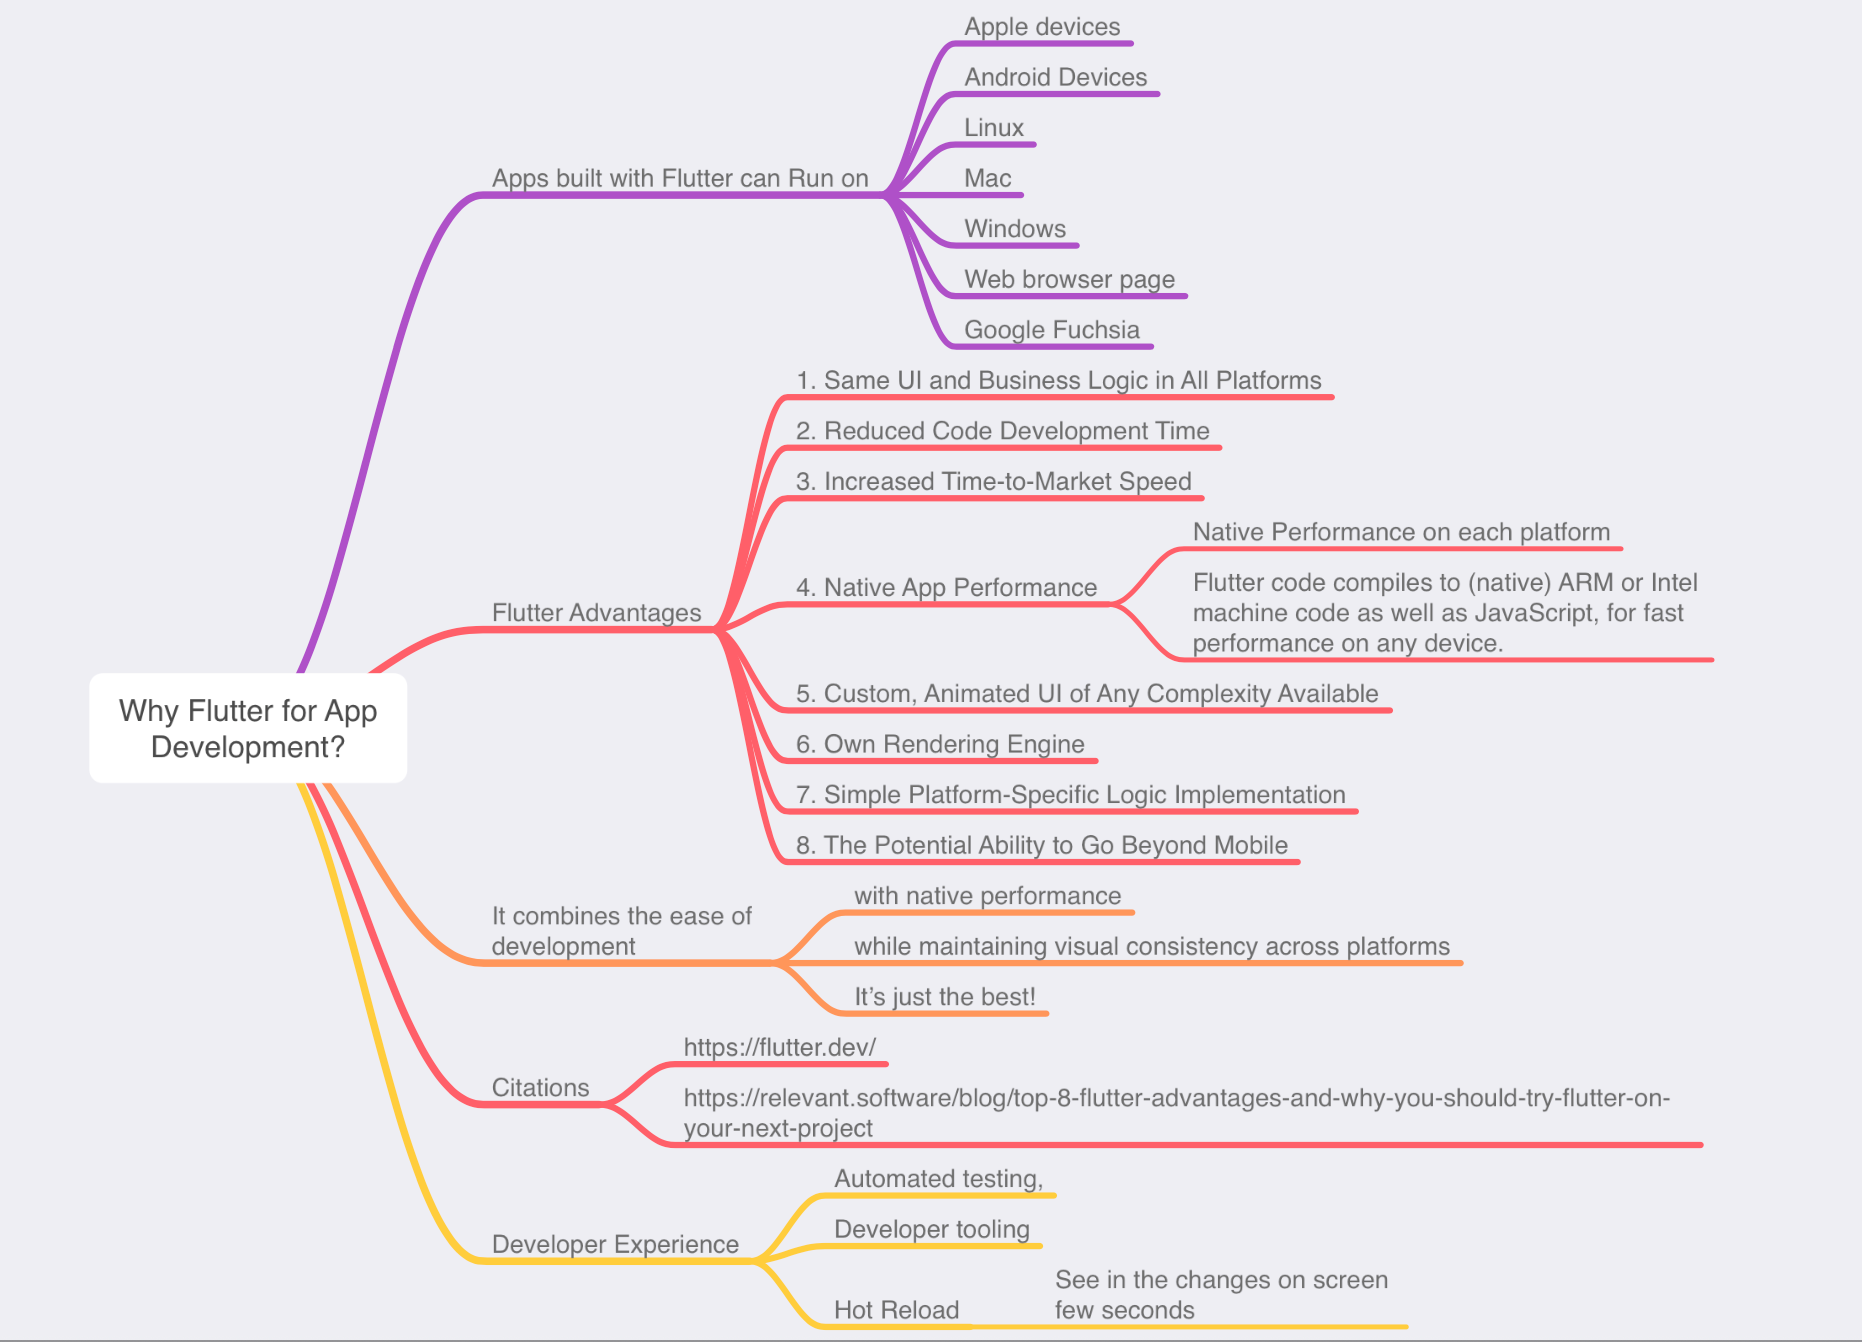 Apple devices
Android Devices
Linux
Apps built with Flutter can Run on
Mac
Windows
Web browser page
Google Fuchsia
1. Same UI and Business Logic in All Platforms
2. Reduced Code Development Time
3. Increased Time-to-Market Speed
Native Performance on each platform
4. Native App Performance
Flutter code compiles to (native) ARM or Intel
machine code as well as JavaScript, for fast
performance on any device.
Flutter Advantages
5. Custom, Animated UI of Any Complexity Available
6. Own Rendering Engine
7. Simple Platform-Specific Logic Implementation
8. The Potential Ability to Go Beyond Mobile
Why Flutter for App
Development?
with native performance
It combines the ease of
development
while maintaining visual consistency across platforms
It’s just the best!
https://flutter.dev/
Citations
https://relevant.software/blog/top-8-flutter-advantages-and-why-you-should-try-flutter-on-
your-next-project
Automated testing,
Developer tooling
Developer Experience
Hot Reload
See in the changes on screen
few seconds